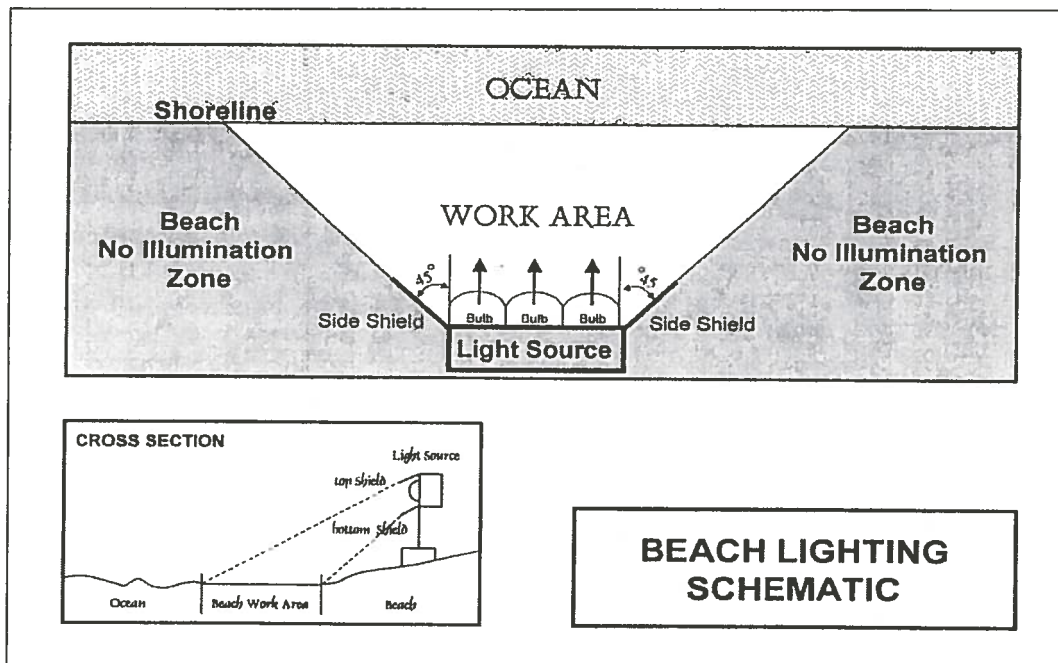 OCEAN
Shoreline
WORK AREA
Beach
No Illumination
Zone
Beach
No Illumination
Zone
45°
45°
Side Shield
Bulb
Bulb
Bulb
Side Shield
Light Source
CROSS SECTION
Light Source
top Shield
bottom Shield
Ocean
Beach Work Area
Beach
BEACH LIGHTING
SCHEMATIC